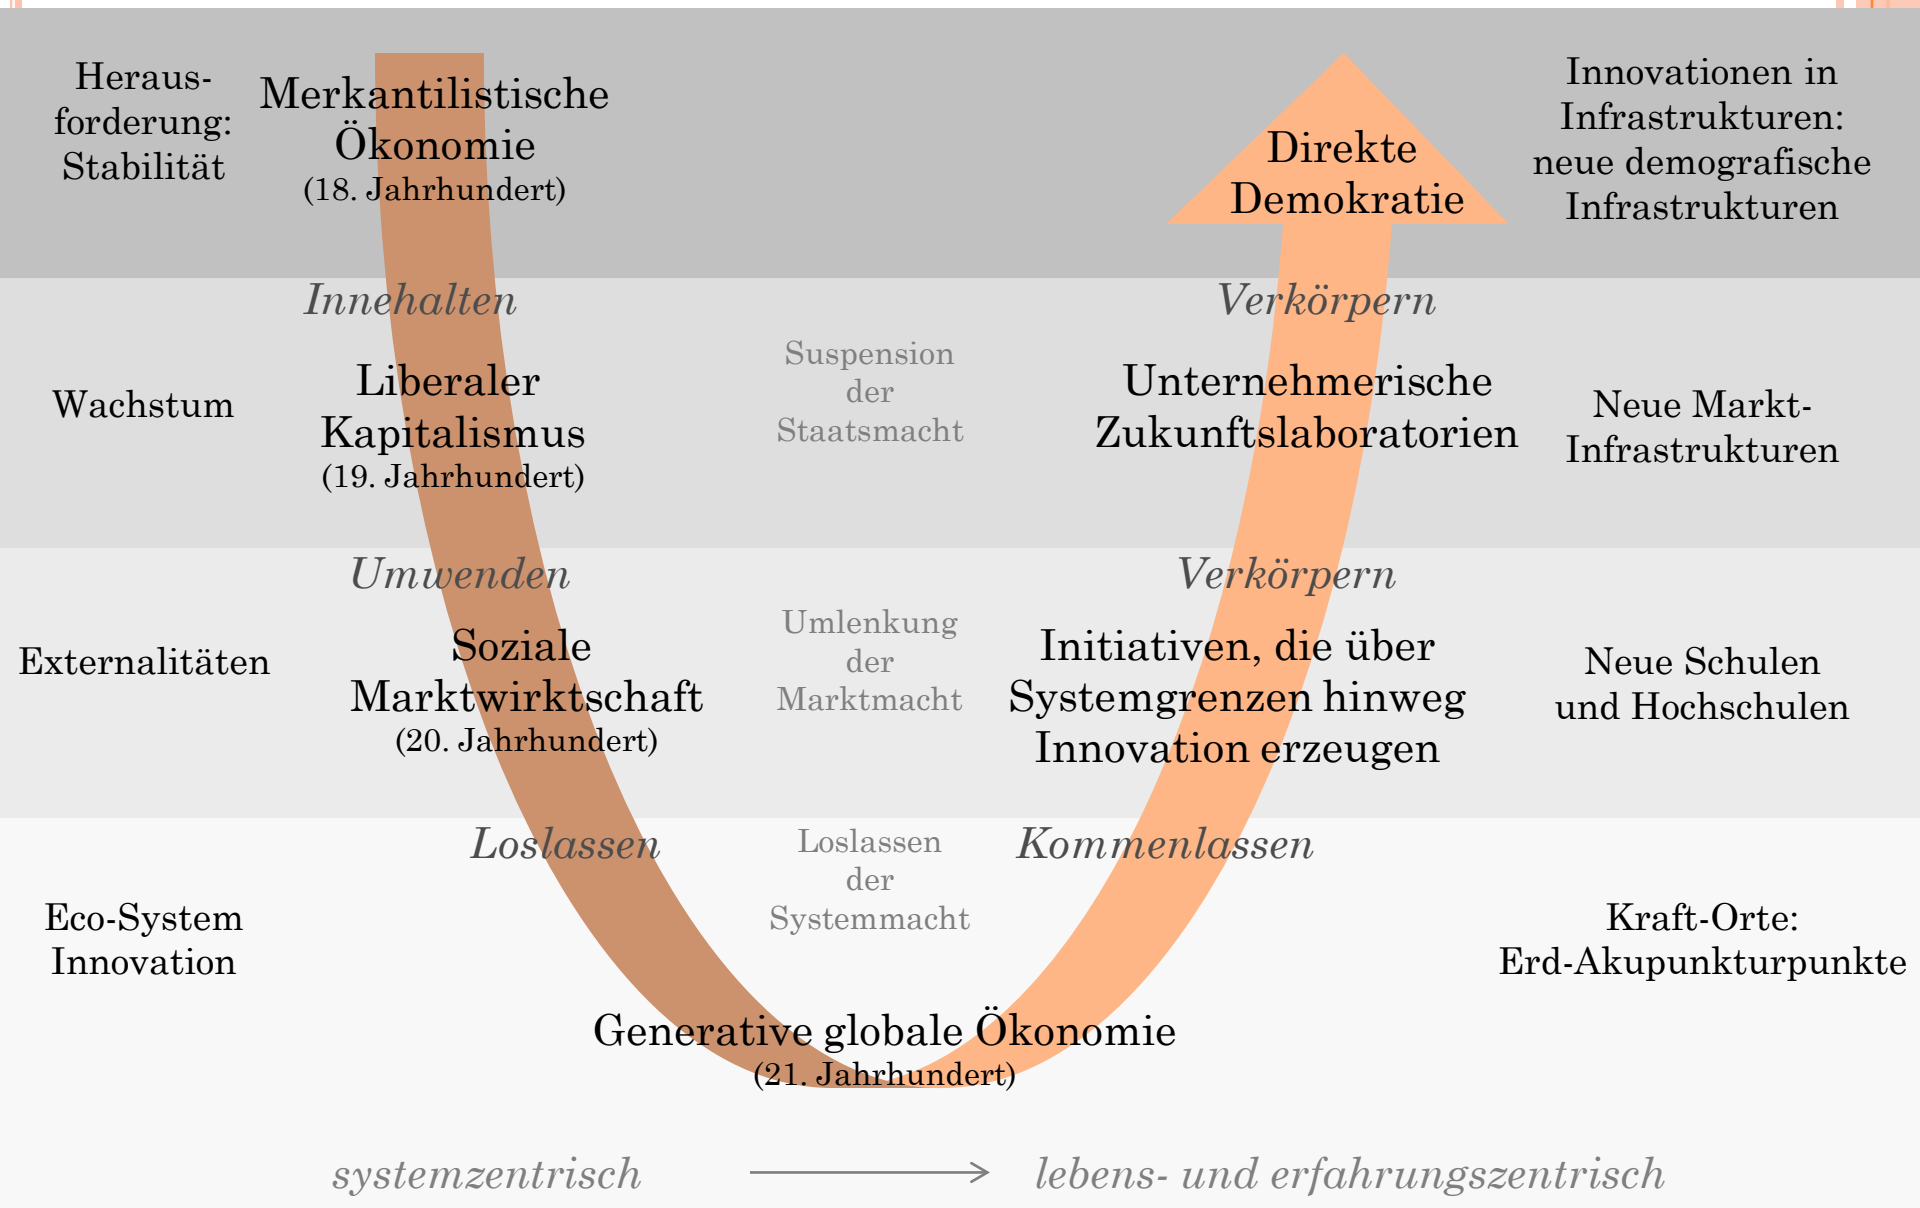 Heraus-
forderung:
Stabilität
Merkantilistische
Ökonomie
(18. Jahrhundert)
Direkte
Demokratie
Innovationen in
Infrastrukturen:
neue demografische
Infrastrukturen
Innehalten
Verkörpern
Wachstum
Liberaler
Kapitalismus
(19. Jahrhundert)
Suspension
der
Staatsmacht
Unternehmerische
Zukunftslaboratorien
Neue Markt-
Infrastrukturen
Umwenden
Verkörpern
Externalitäten
Soziale
Marktwirktschaft
(20. Jahrhundert)
Umlenkung
der
Marktmacht
Initiativen, die über
Systemgrenzen hinweg
Innovation erzeugen
Neue Schulen
und Hochschulen
Loslassen
Loslassen
der
Systemmacht
Kommenlassen
Eco-System
Innovation
Kraft-Orte:
Erd-Akupunkturpunkte
Generative globale Ökonomie
(21. Jahrhundert)
systemzentrisch
lebens- und erfahrungszentrisch